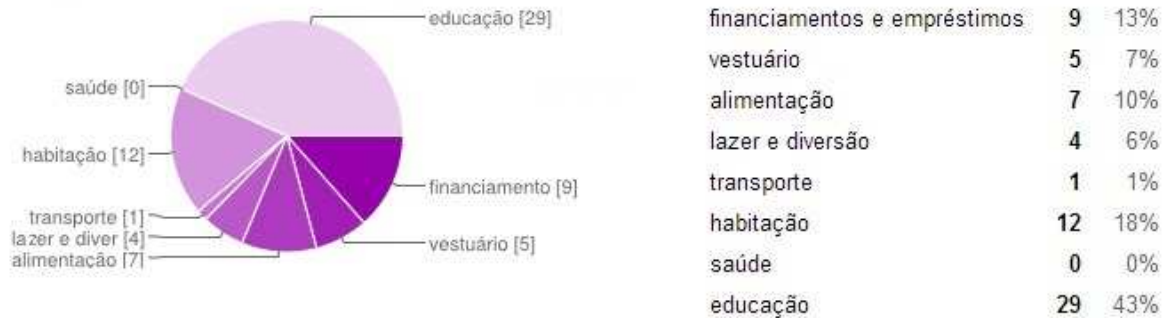 educação [29]
saúde [0]
habitação [12]
financiamento [9]
transporte [1]
lazer e diver [4]
vestuário [5]
alimentação [7]
financiamentos e empréstimos 9 13%
vestuário 5 7%
alimentação 7 10%
lazer e diversão 4 6%
transporte 1 1%
habitação 12 18%
saúde 0 0%
educação 29 43%